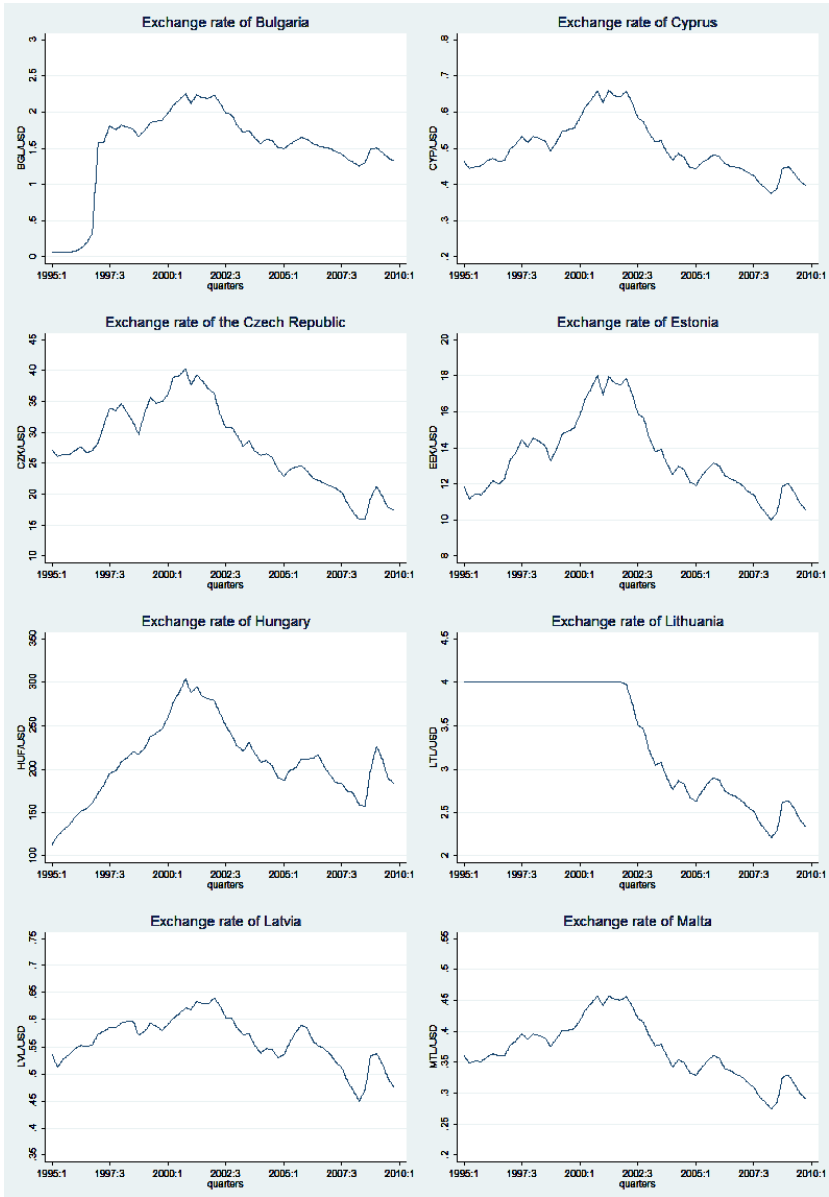 Exchange rate of Bulgaria
BGL/USD
3
2.5
2
1.5
1
.5
0
1995:1 1997:3 2000:1 2002:3 2005:1 2007:3 2010:1
quarters
Exchange rate of Cyprus
CYP/USD
.8
.7
.6
.5
.4
.3
.2
1995:1 1997:3 2000:1 2002:3 2005:1 2007:3 2010:1
quarters
Exchange rate of the Czech Republic
CZK/USD
45
40
35
30
25
20
15
10
1995:1 1997:3 2000:1 2002:3 2005:1 2007:3 2010:1
quarters
Exchange rate of Estonia
EEK/USD
20
18
16
14
12
10
8
1995:1 1997:3 2000:1 2002:3 2005:1 2007:3 2010:1
quarters
Exchange rate of Hungary
HUF/USD
350
300
250
200
150
100
1995:1 1997:3 2000:1 2002:3 2005:1 2007:3 2010:1
quarters
Exchange rate of Lithuania
LTL/USD
4.5
4
3.5
3
2.5
2
1995:1 1997:3 2000:1 2002:3 2005:1 2007:3 2010:1
quarters
Exchange rate of Latvia
LVL/USD
.75
.7
.65
.6
.55
.5
.45
.4
.35
1995:1 1997:3 2000:1 2002:3 2005:1 2007:3 2010:1
quarters
Exchange rate of Malta
MTL/USD
.55
.5
.45
.4
.35
.3
.25
.2
1995:1 1997:3 2000:1 2002:3 2005:1 2007:3 2010:1
quarters